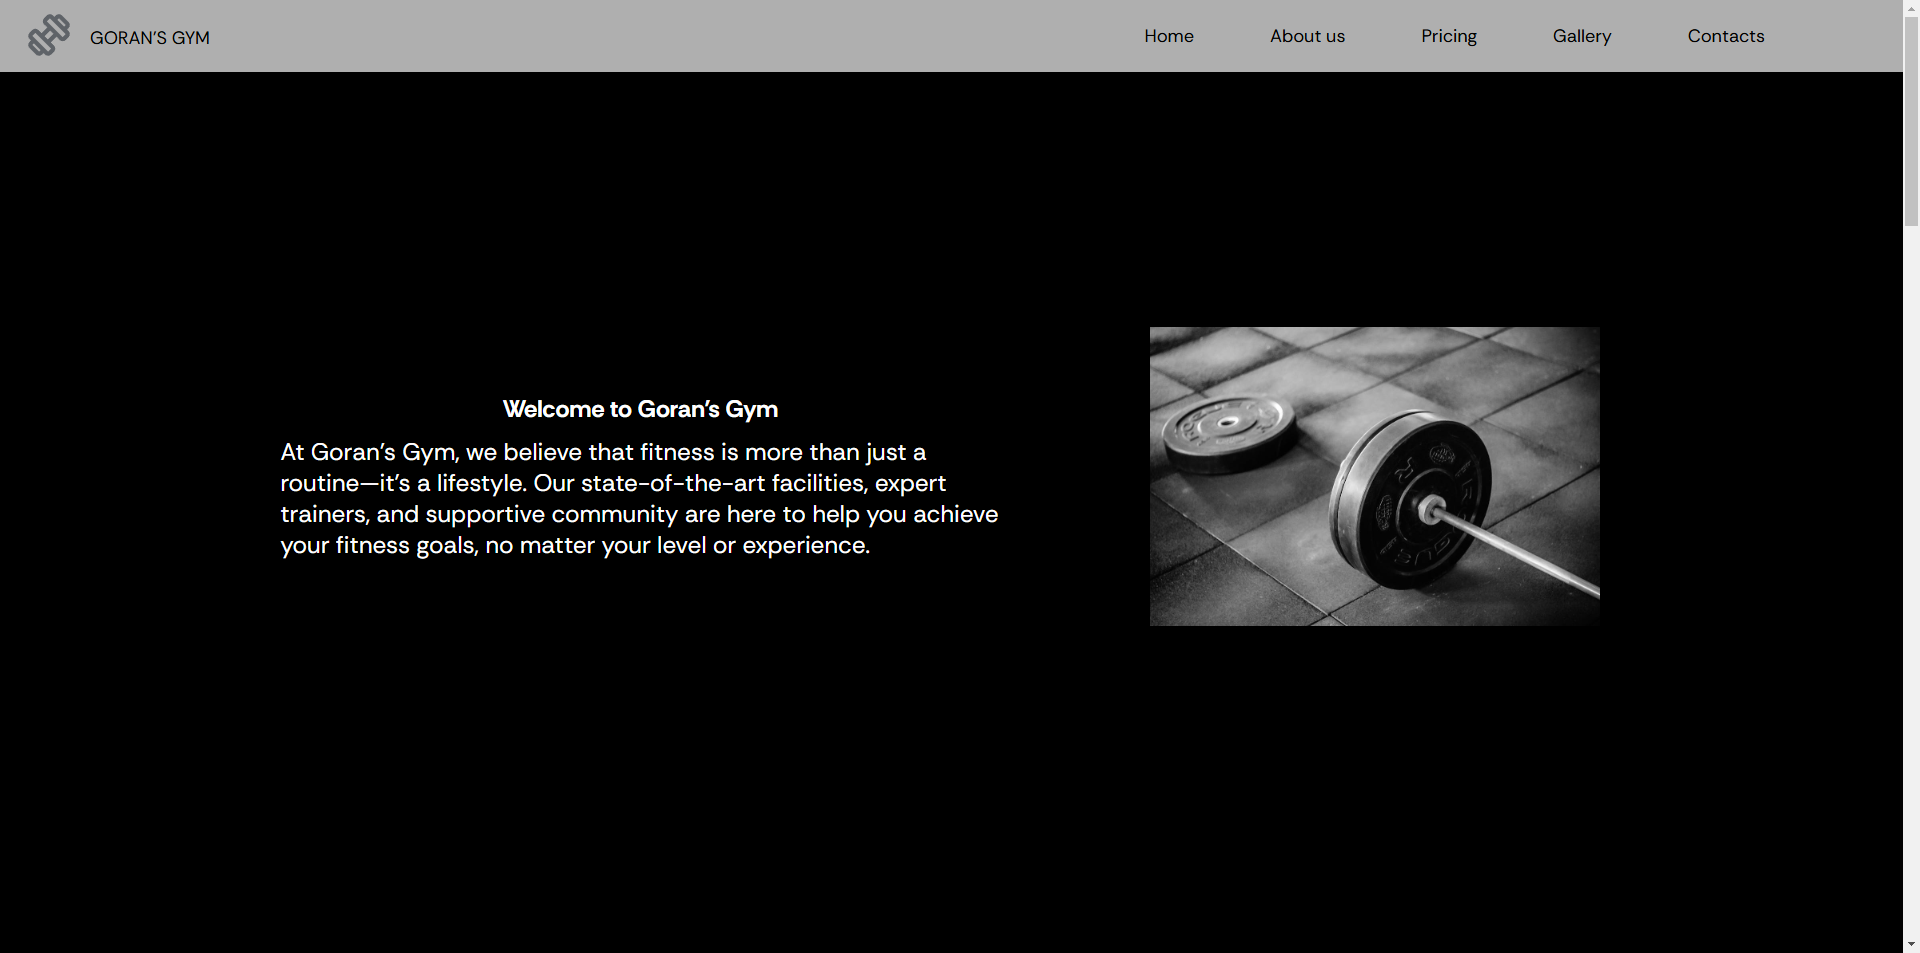 GORAN'S GYM
Home
About us
Pricing
Gallery
Contacts
Welcome to Goran's Gym
At Goran's Gym, we believe that fitness is more than just a
routine—it's a lifestyle. Our state-of-the-art facilities, expert
trainers, and supportive community are here to help you achieve
your fitness goals, no matter your level or experience.